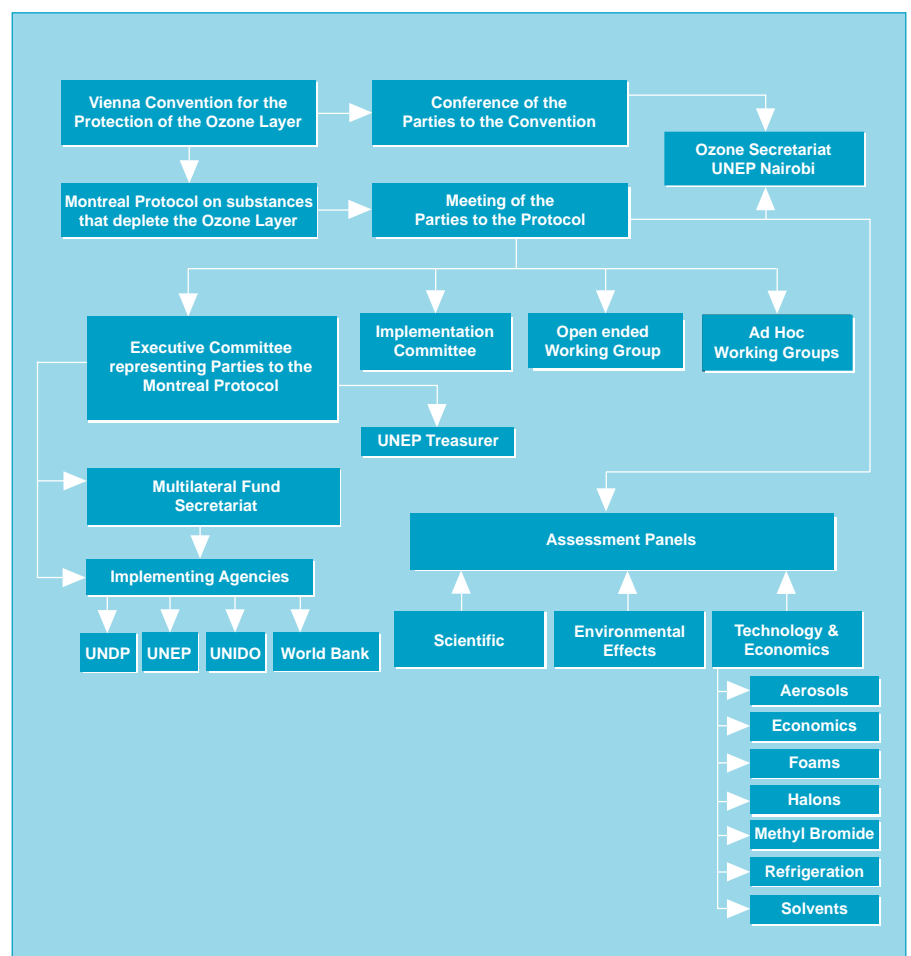 Vienna Convention for the
Protection of the Ozone Layer
Conference of the
Parties to the Convention
Ozone Secretariat
UNEP Nairobi
Montreal Protocol on substances
that deplete the Ozone Layer
Meeting of the
Parties to the Protocol
Executive Committee
representing Parties to the
Montreal Protocol
Implementation
Committee
Open ended
Working Group
Ad Hoc
Working Groups
UNEP Treasurer
Multilateral Fund
Secretariat
Assessment Panels
Implementing Agencies
UNDP
UNEP
UNIDO
World Bank
Scientific
Environmental
Effects
Technology &
Economics
Aerosols
Economics
Foams
Halons
Methyl Bromide
Refrigeration
Solvents